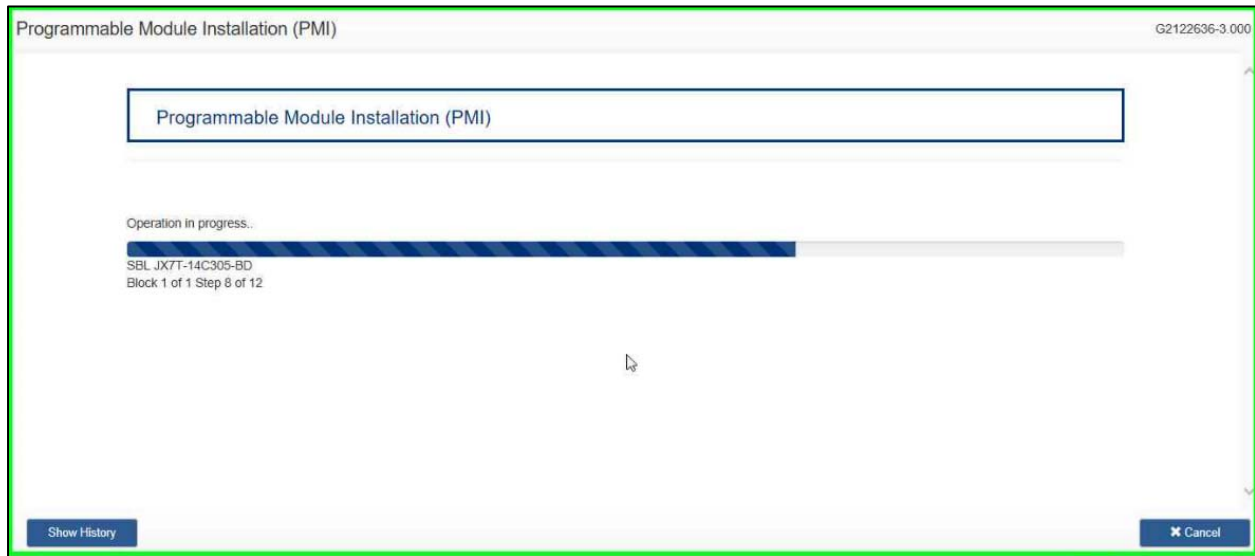 Programmable Module Installation (PMI)
G2122636-3.000
Programmable Module Installation (PMI)
Operation in progress..
SBL JX7T-14C305-BD
Block 1 of 1 Step 8 of 12
Show History
✖ Cancel